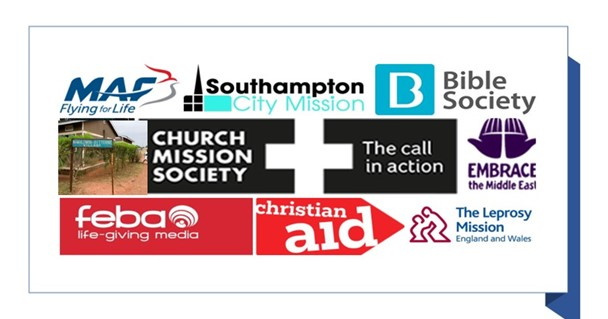 MAF
Flying for Life
Southampton
City Mission
B
Bible
Society
CHURCH
MISSION
SOCIETY
The call
in action
EMBRACE
the Middle East
feba
life-giving media
christian
aid
The Leprosy
Mission
England and Wales